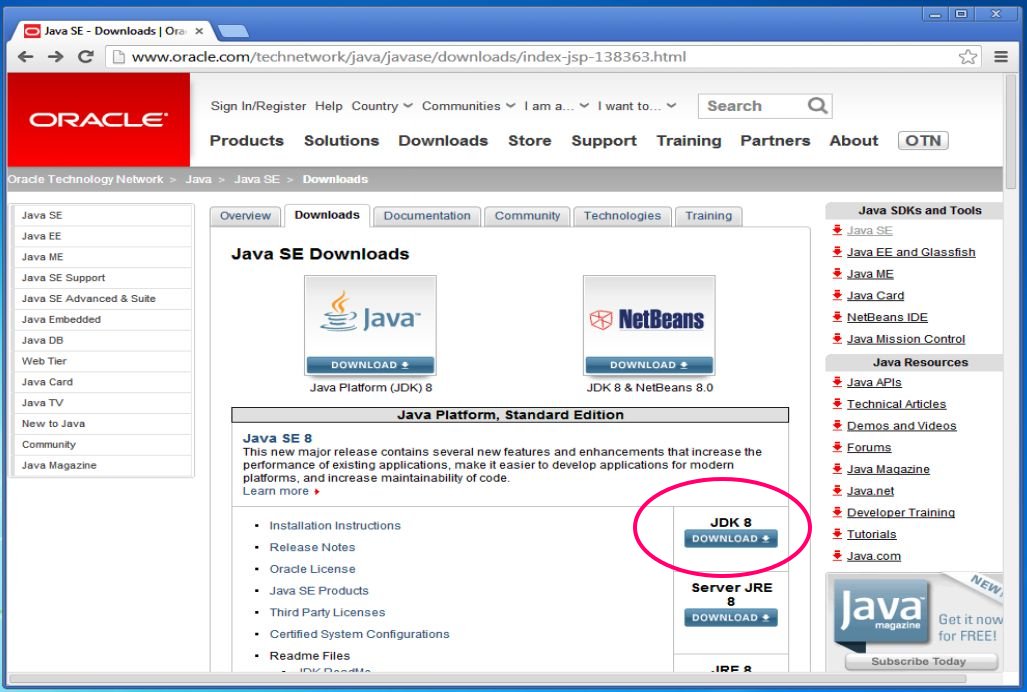 Java SE - Downloads | Ora
www.oracle.com/technetwork/java/javase/downloads/index-jsp-138363.html
ORACLE
Sign In/Register Help Country Communities I am a... I want to... Search
Products Solutions Downloads Store Support Training Partners About OTN
Oracle Technology Network > Java > Java SE > Downloads
Java SE
Java EE
Java ME
Java SE Support
Java SE Advanced & Suite
Java Embedded
Java DB
Web Tier
Java Card
Java TV
New to Java
Community
Java Magazine
Overview Downloads Documentation Community Technologies Training
Java SE Downloads
Java™
DOWNLOAD
Java Platform (JDK) 8
NetBeans
DOWNLOAD
JDK 8 & NetBeans 8.0
Java Platform, Standard Edition
Java SE 8
This new major release contains several new features and enhancements that increase the
performance of existing applications, make it easier to develop applications for modern
platforms, and increase maintainability of code.
Learn more
Installation Instructions
Release Notes
Oracle License
Java SE Products
Third Party Licenses
Certified System Configurations
Readme Files
JDK ReadMe
JDK 8
DOWNLOAD
Server JRE
8
DOWNLOAD
JRE 8
Java SDKs and Tools
Java SE
Java EE and Glassfish
Java ME
Java Card
NetBeans IDE
Java Mission Control
Java Resources
Java APIs
Technical Articles
Demos and Videos
Forums
Java Magazine
Java.net
Developer Training
Tutorials
Java.com
NEW
Java™
magazine
Get it now
for FREE!
Subscribe Today